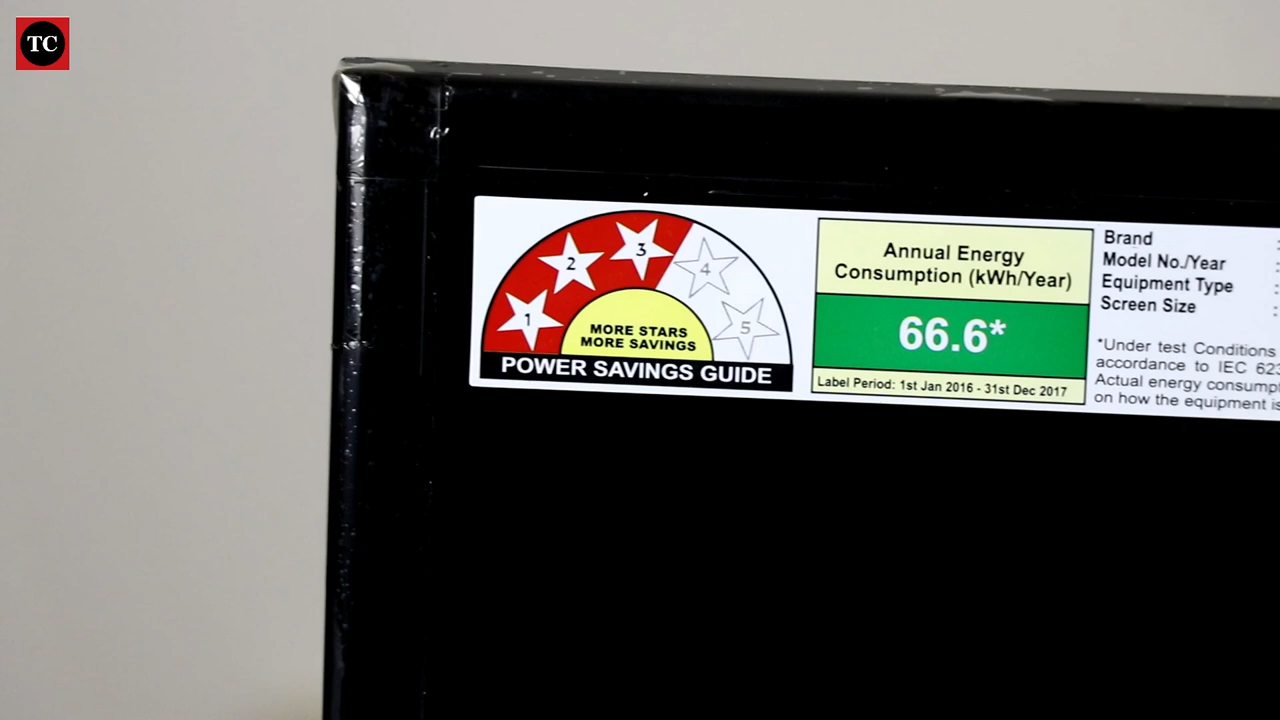 TC
1
2
3
4
5
MORE STARS
MORE SAVINGS
POWER SAVINGS GUIDE
Annual Energy
Consumption (kWh/Year)
66.6*
Label Period: 1st Jan 2016 - 31st Dec 2017
Brand :
Model No./Year :
Equipment Type :
Screen Size :
*Under test Conditions
accordance to IEC 623
Actual energy consumpt
on how the equipment is